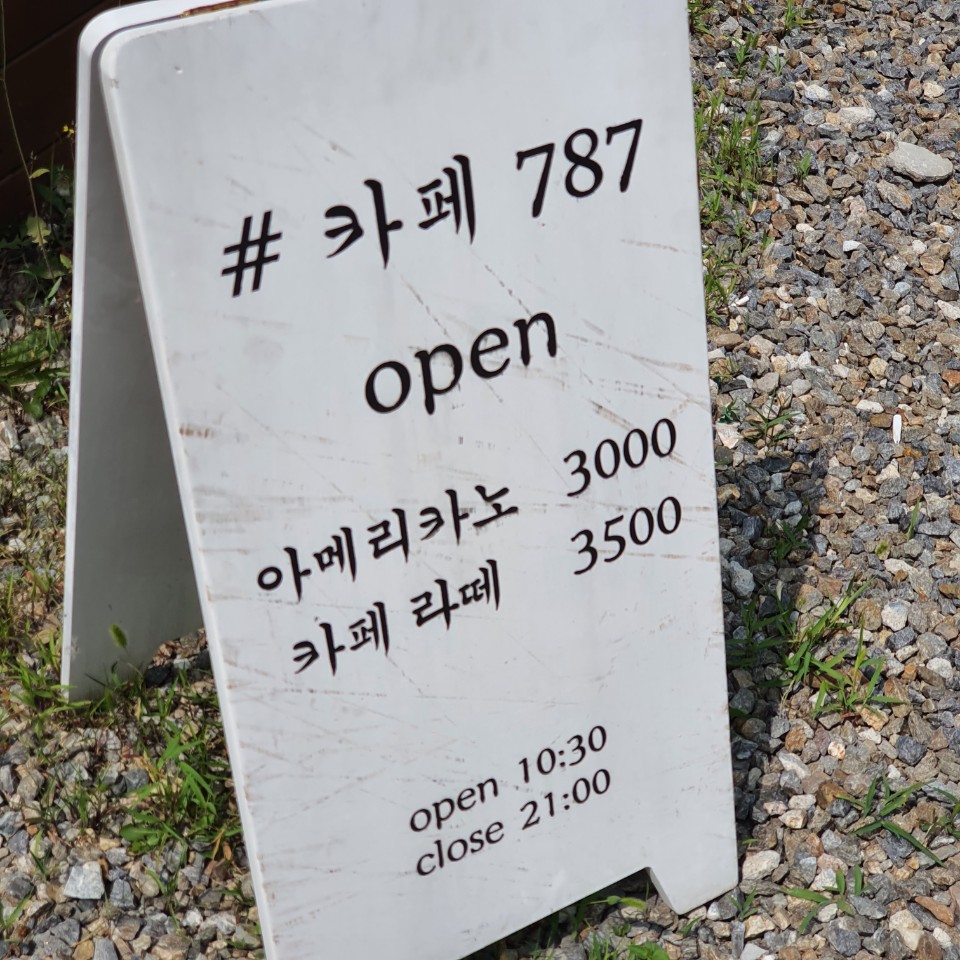 # 카페 787
open
아메리카노 3000
카페 라떼 3500
open 10:30
close 21:00